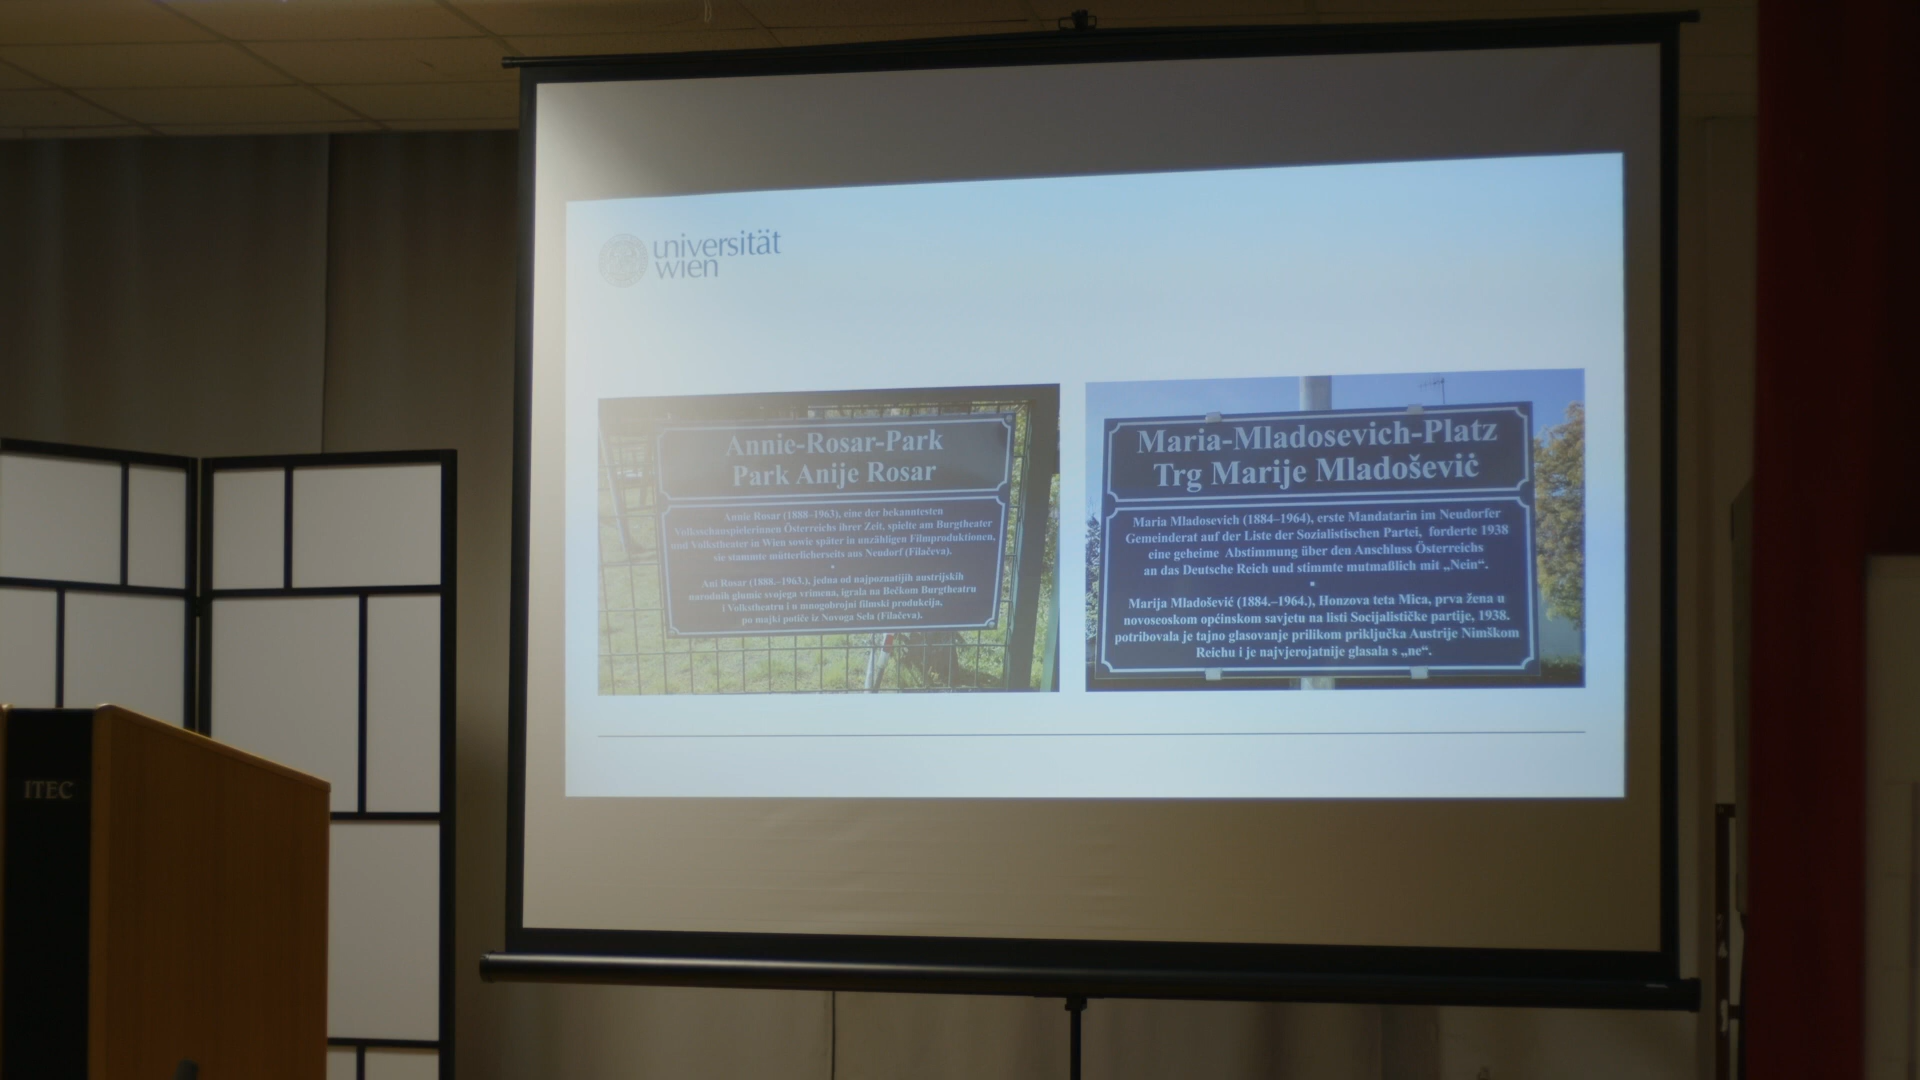 universität
wien
Annie-Rosar-Park
Park Anije Rosar
Annie Rosar (1888–1963), eine der bekanntesten
Volksschauspielerinnen Österreichs ihrer Zeit, spielte am Burgtheater
und Volkstheater in Wien sowie später in unzähligen Filmproduktionen,
sie stammte mütterlicherseits aus Neudorf (Filačeva).
Ani Rosar (1888.–1963.), jedna od najpoznatijih austrijskih
narodnih glumic svojega vrimena, igrala na Bečkom Burgtheatru
i Volkstheatru i u mnogobrojni filmski produkcija,
po majki potiče iz Novoga Sela (Filačeva).
Maria-Mladosevich-Platz
Trg Marije Mladošević
Maria Mladosevich (1884–1964), erste Mandatarin im Neudorfer
Gemeinderat auf der Liste der Sozialistischen Partei, forderte 1938
eine geheime Abstimmung über den Anschluss Österreichs
an das Deutsche Reich und stimmte mutmaßlich mit „Nein“.
Marija Mladošević (1884.–1964.), Honzova teta Mica, prva žena u
novoseoskom općinskom savjetu na listi Socijalističke partije, 1938.
potribovala je tajno glasovanje prilikom priključka Austrije Nimškom
Reichu i je najvjerojatnije glasala s „ne“.
ITEC